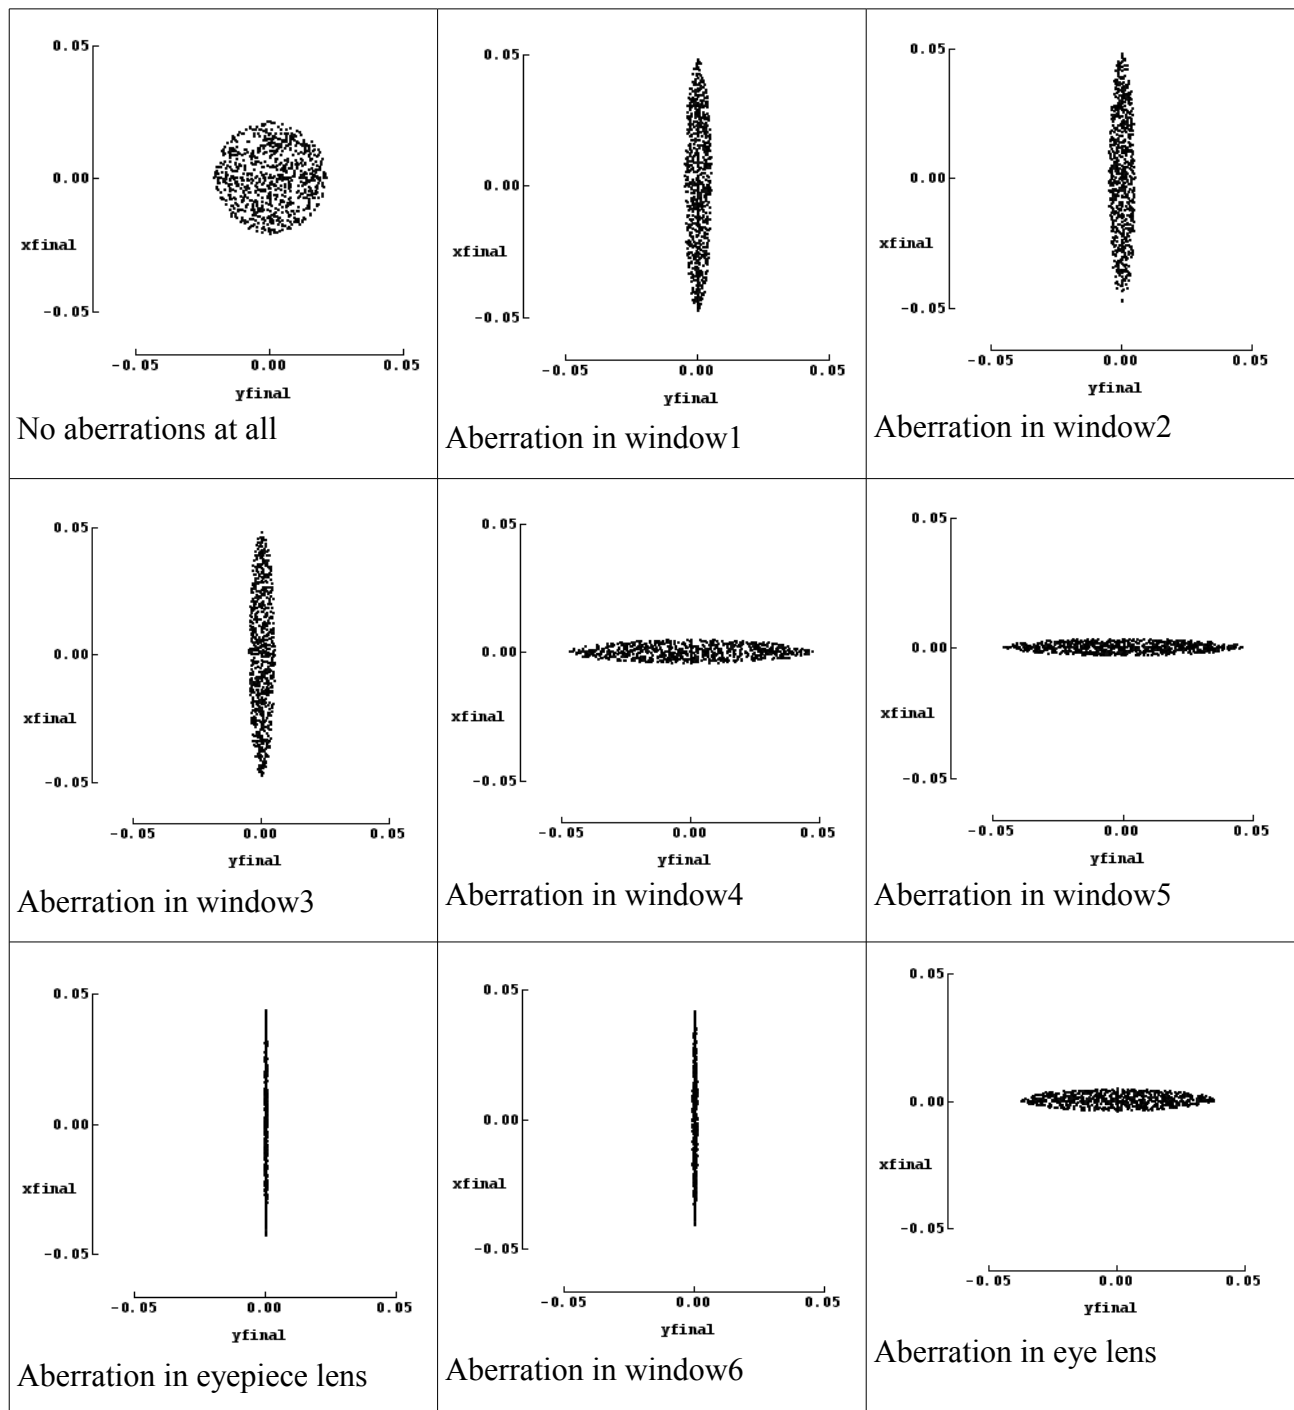 0.05
0.00
xfinal
-0.05
-0.05 0.00 0.05
yfinal
No aberrations at all
0.05
0.00
xfinal
-0.05
-0.05 0.00 0.05
yfinal
Aberration in window1
0.05
0.00
xfinal
-0.05
-0.05 0.00 0.05
yfinal
Aberration in window2
0.05
0.00
xfinal
-0.05
-0.05 0.00 0.05
yfinal
Aberration in window3
0.05
0.00
xfinal
-0.05
-0.05 0.00 0.05
yfinal
Aberration in window4
0.05
0.00
xfinal
-0.05
-0.05 0.00 0.05
yfinal
Aberration in window5
0.05
0.00
xfinal
-0.05
-0.05 0.00 0.05
yfinal
Aberration in eyepiece lens
0.05
0.00
xfinal
-0.05
-0.05 0.00 0.05
yfinal
Aberration in window6
0.05
0.00
xfinal
-0.05
-0.05 0.00 0.05
yfinal
Aberration in eye lens